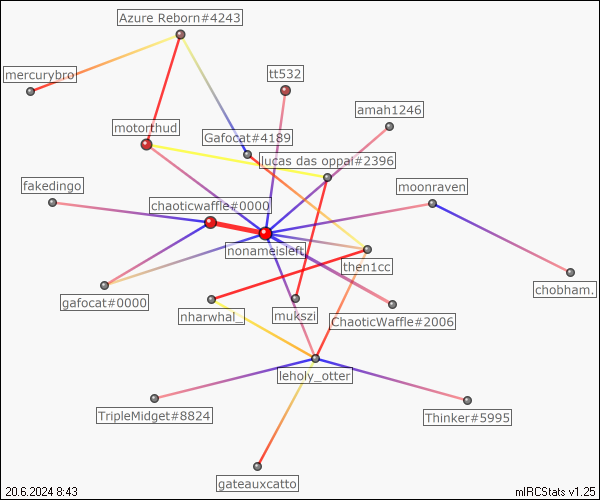 Azure Reborn#4243
mercurybro
tt532
amah1246
motorthud
Gafocat#4189
lucas das oppai#2396
fakedingo
moonraven
chaoticwaffle#0000
nonameisleft
then1cc
gafocat#0000
chobham.
nharwhal_
mukszi
ChaoticWaffle#2006
leholy_otter
TripleMidget#8824
Thinker#5995
gateauxcatto
20.6.2024 8:43
mIRCStats v1.25